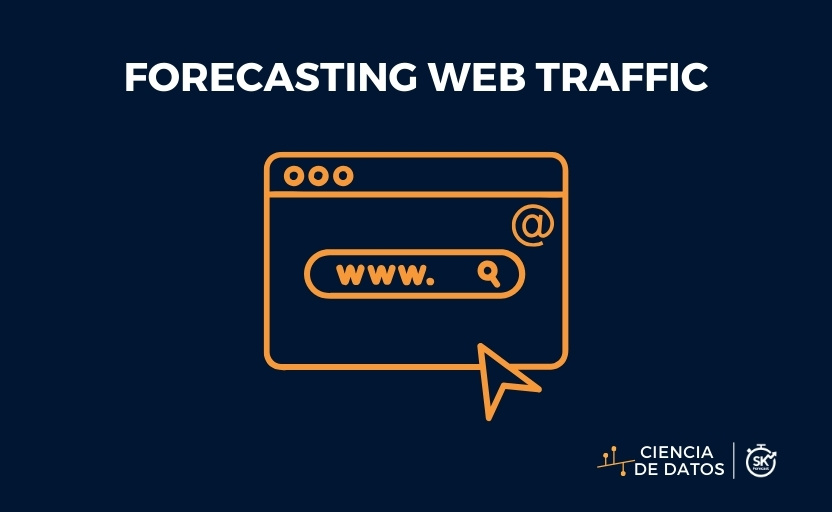 FORECASTING WEB TRAFFIC
@
www.
CIENCIA
DE DATOS
SK